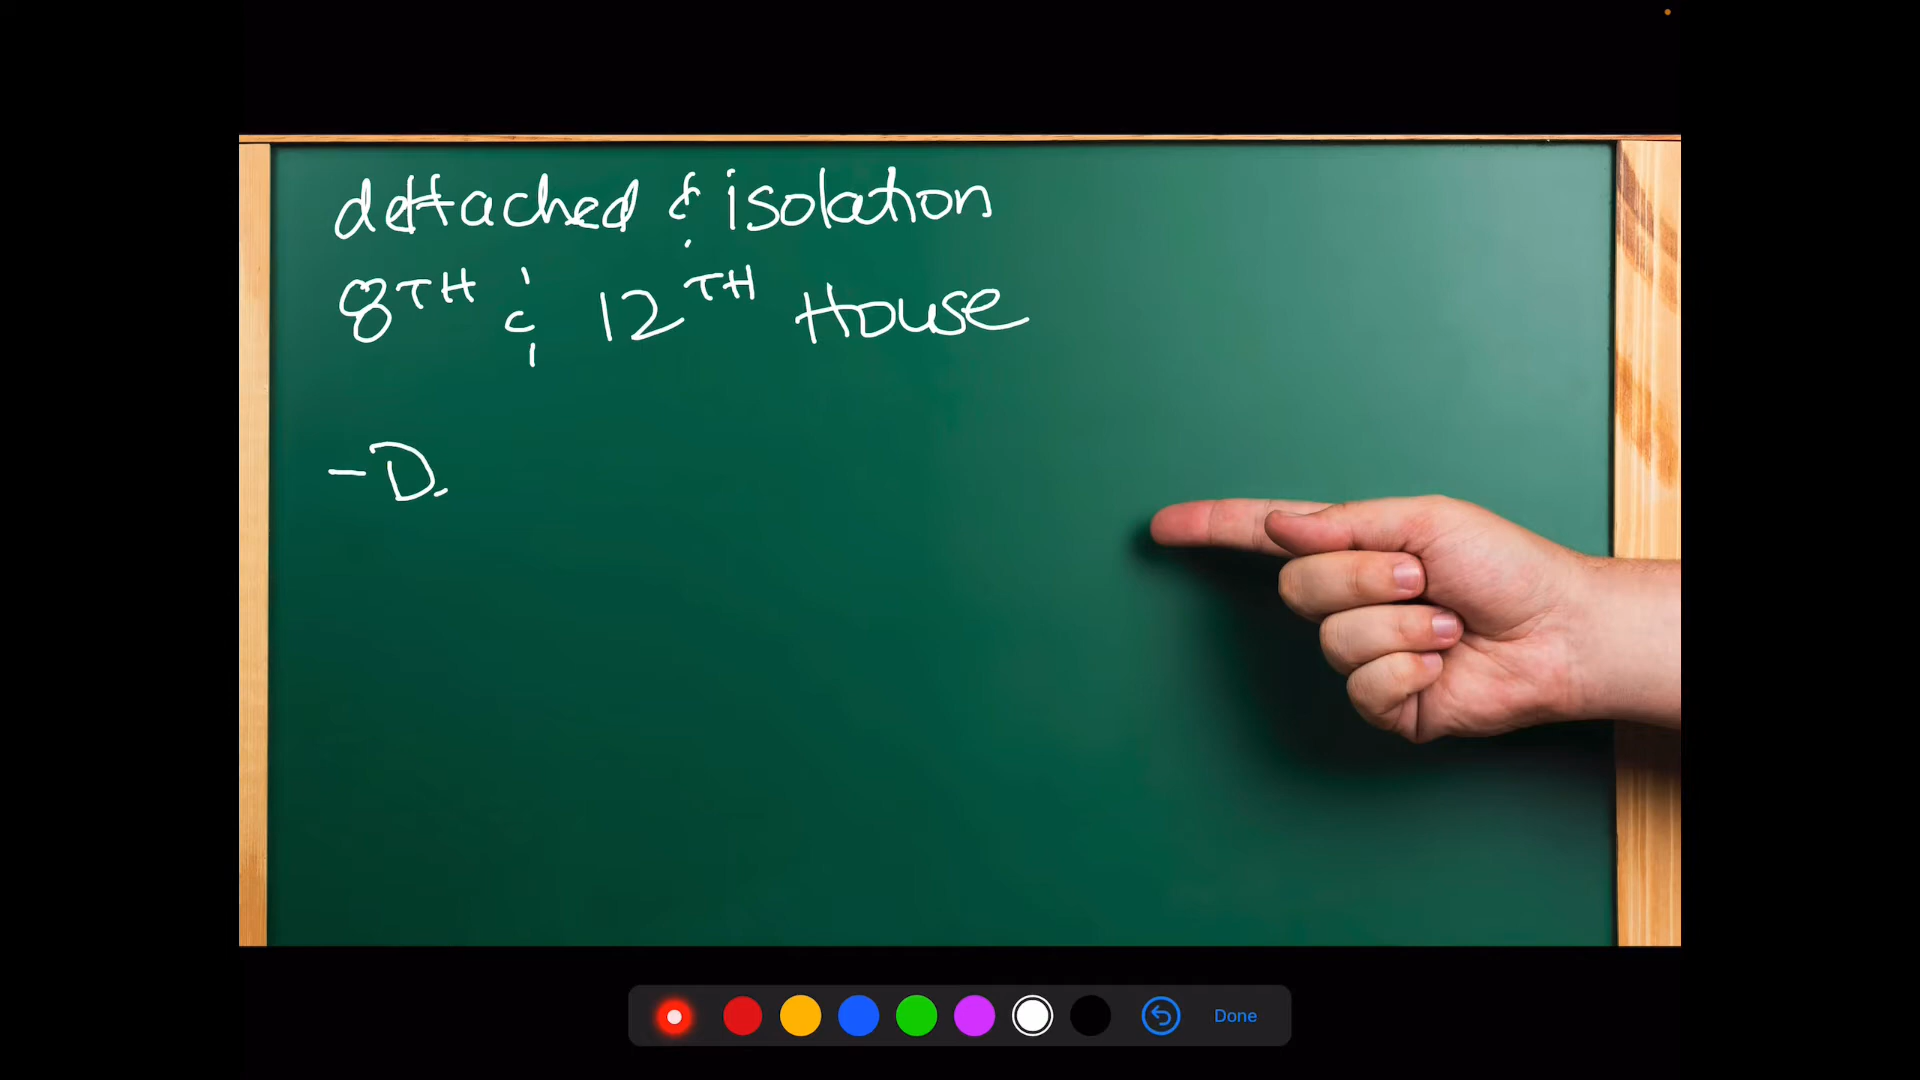 dettached & isolation
8TH & 12TH House
- D.
Done